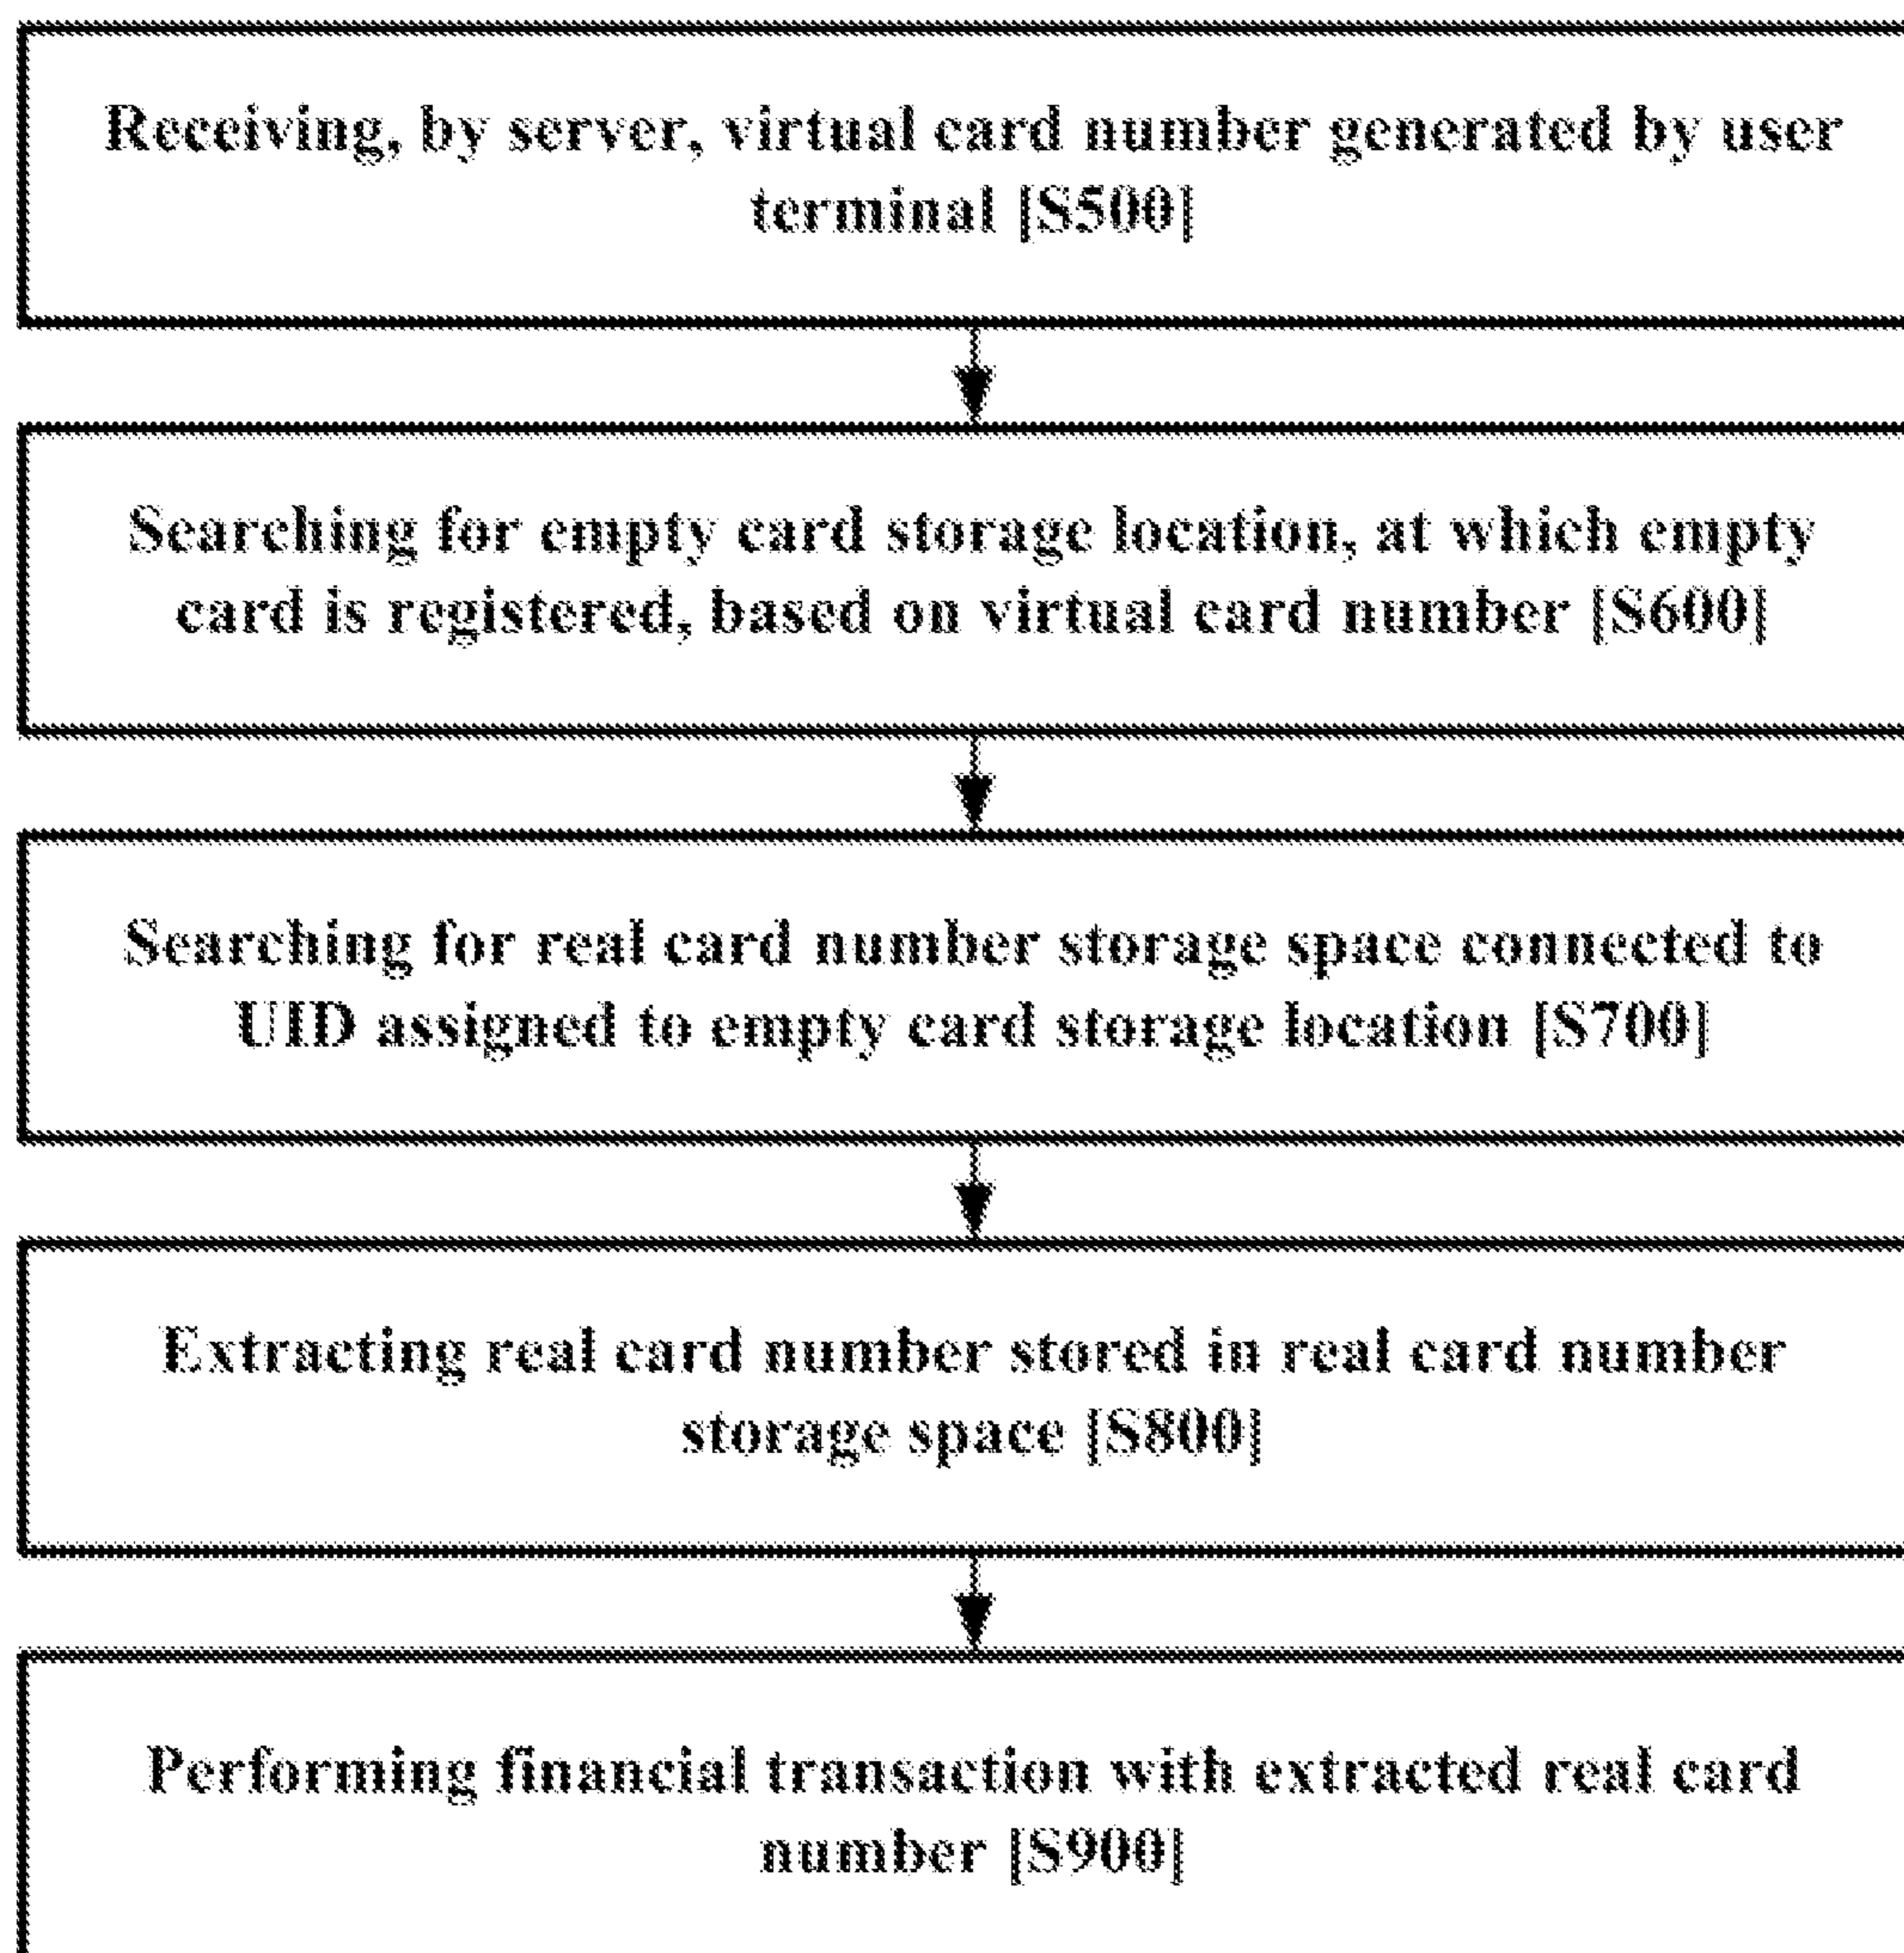 Receiving, by server, virtual card number generated by user
terminal [S500]
Searching for empty card storage location, at which empty
card is registered, based on virtual card number [S600]
Searching for real card number storage space connected to
UID assigned to empty card storage location [S700]
Extracting real card number stored in real card number
storage space [S800]
Performing financial transaction with extracted real card
number [S900]